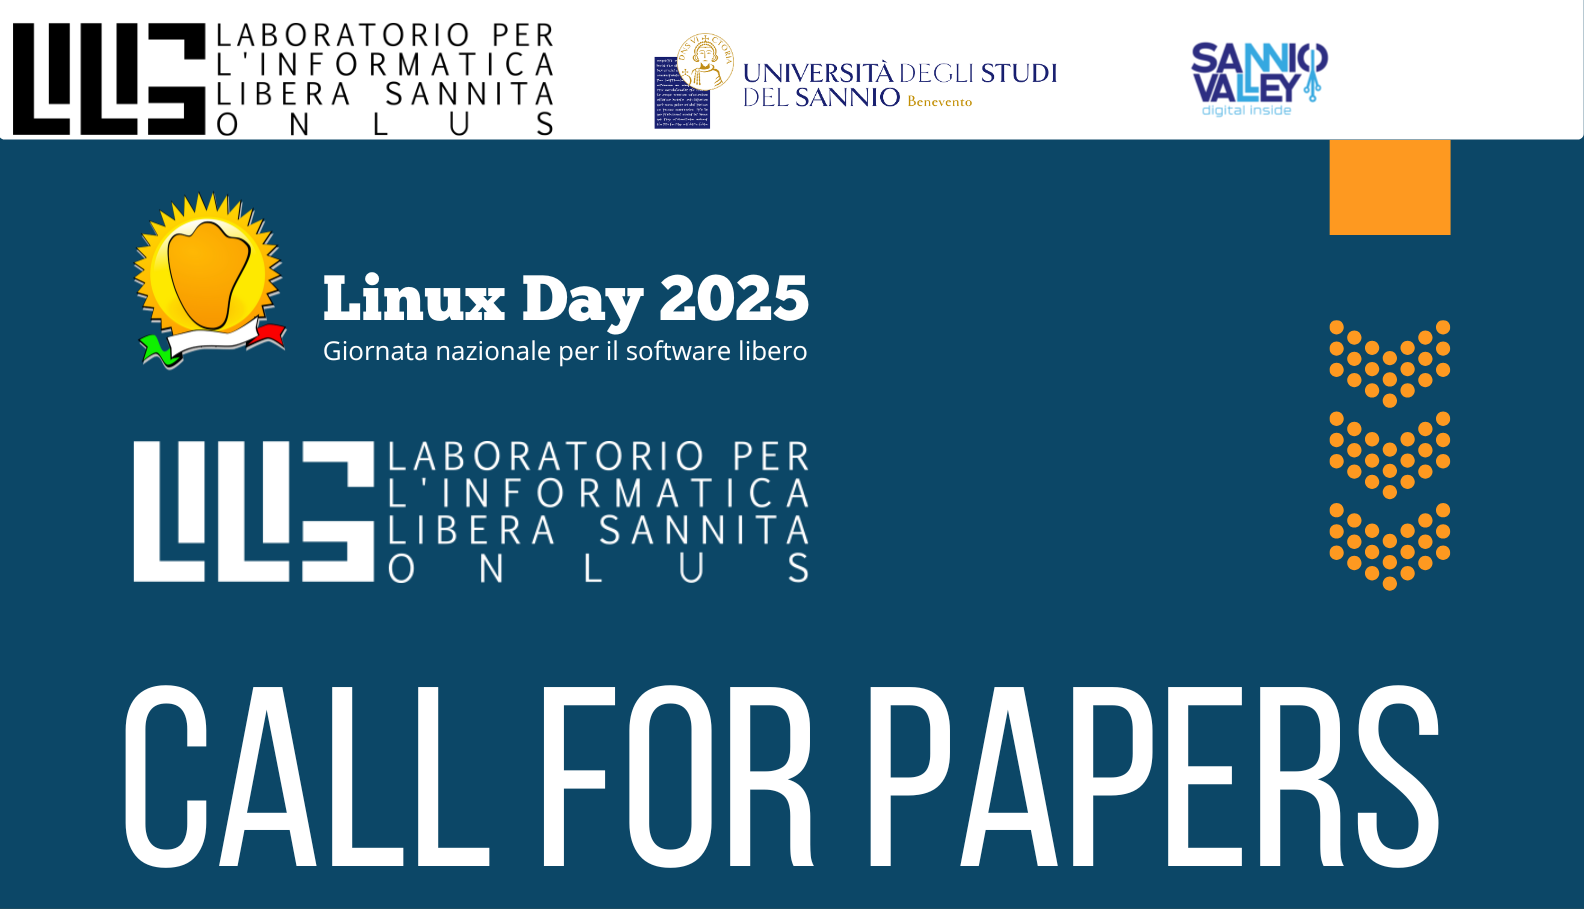 LABORATORIO PER
L'INFORMATICA
LIBERA SANNITA
ONLUS
UNIVERSITÀ DEGLI STUDI
DEL SANNIO Benevento
SANNIO
VALLEY
digital inside
Linux Day 2025
Giornata nazionale per il software libero
LABORATORIO PER
L'INFORMATICA
LIBERA SANNITA
ONLUS
CALL FOR PAPERS